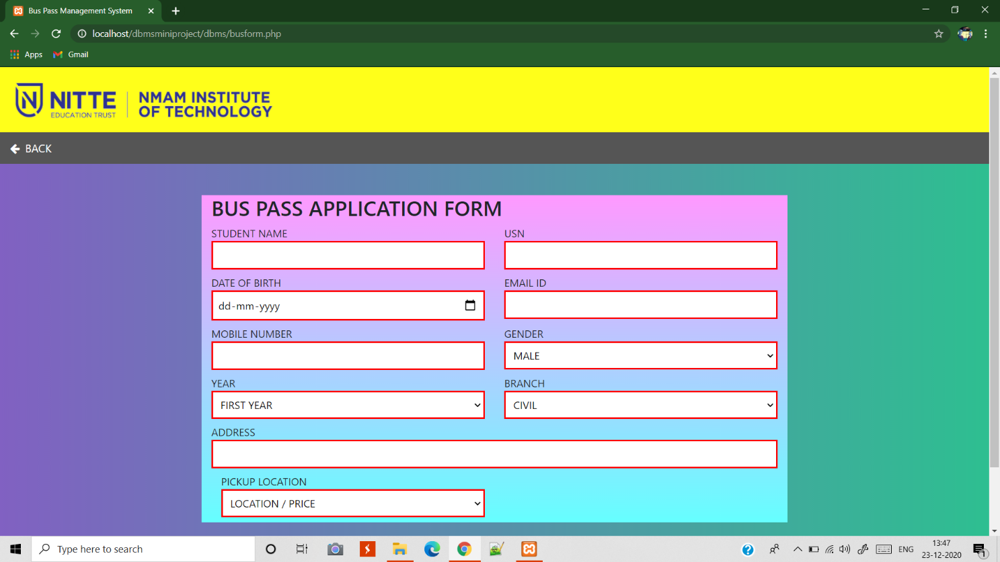 Bus Pass Management System
localhost/dbmsminiproject/dbms/busform.php
Apps Gmail
N NITTE
EDUCATION TRUST
NMAM INSTITUTE
OF TECHNOLOGY
BACK
BUS PASS APPLICATION FORM
STUDENT NAME USN
DATE OF BIRTH EMAIL ID
dd-mm-yyyy
MOBILE NUMBER GENDER
MALE
YEAR BRANCH
FIRST YEAR CIVIL
ADDRESS
PICKUP LOCATION
LOCATION / PRICE
Type here to search
ENG
13:47
23-12-2020
1